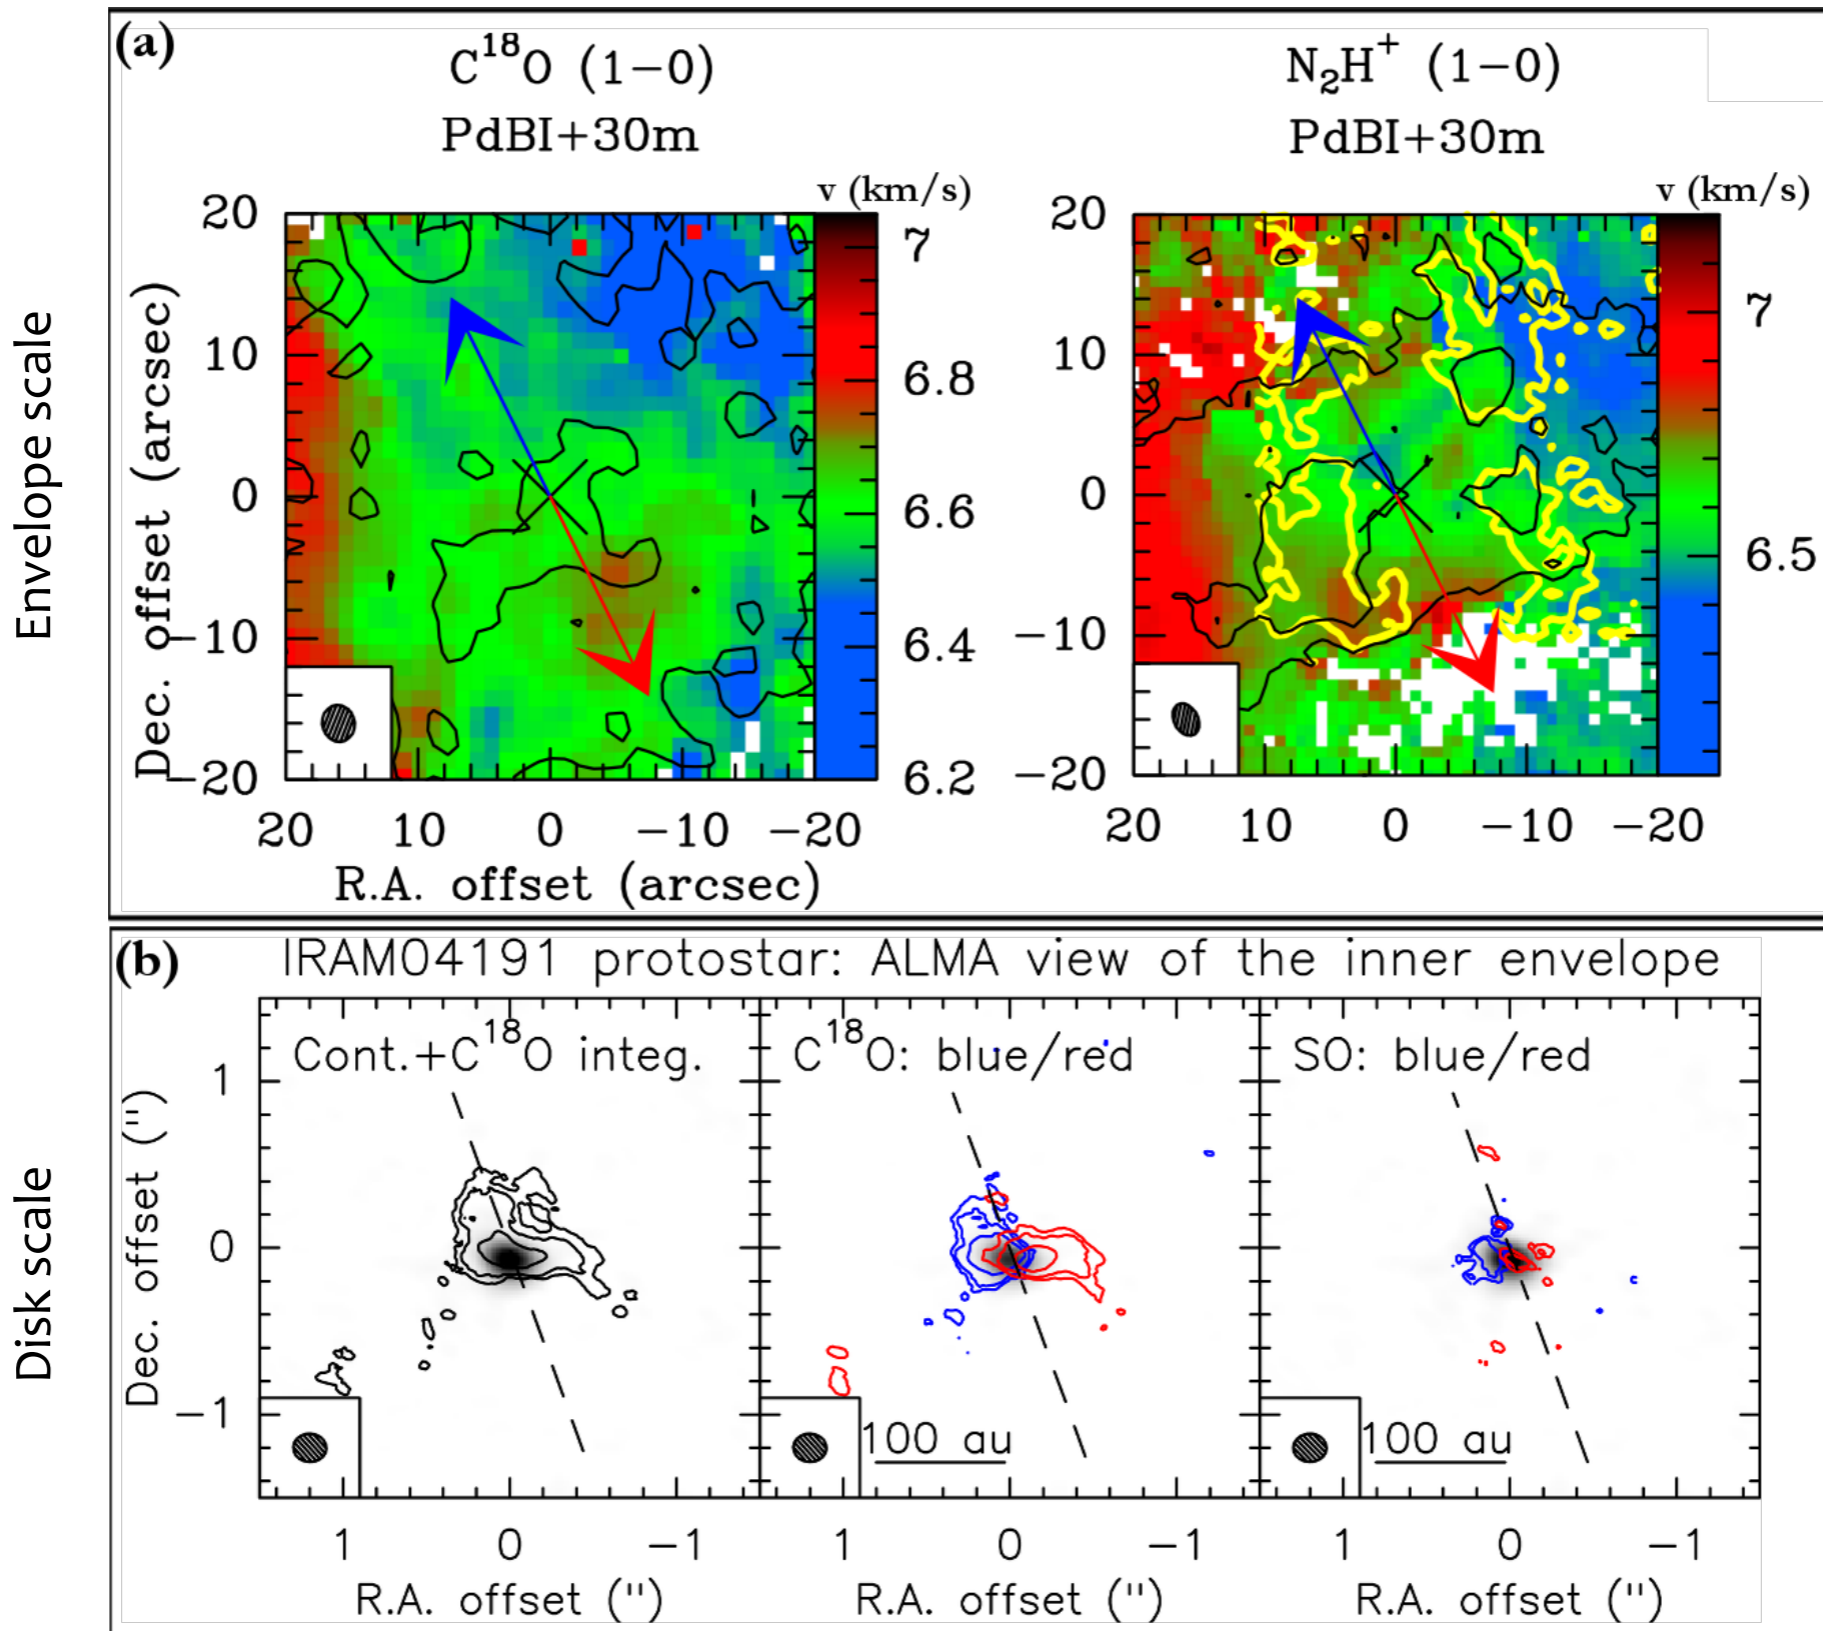 (a)
C¹⁸O (1−0)
PdBI+30m
v (km/s)
20
10
0
−10
−20
Dec. offset (arcsec)
7
6.8
6.6
6.4
6.2
20 10 0 −10 −20
R.A. offset (arcsec)
N₂H⁺ (1−0)
PdBI+30m
v (km/s)
20
10
0
−10
−20
7
6.5
20 10 0 −10 −20
Envelope scale
(b)
IRAM04191 protostar: ALMA view of the inner envelope
Cont.+C¹⁸O integ.
C¹⁸O: blue/red
SO: blue/red
1
0
−1
Dec. offset (")
100 au
100 au
1 0 −1
1 0 −1
1 0 −1
R.A. offset (")
R.A. offset (")
R.A. offset (")
Disk scale